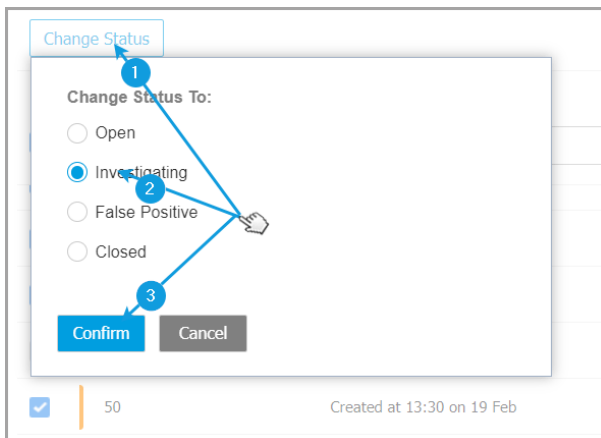 Change Status
1
Change Status To:
Open
Investigating
2
False Positive
Closed
3
Confirm Cancel
50 Created at 13:30 on 19 Feb